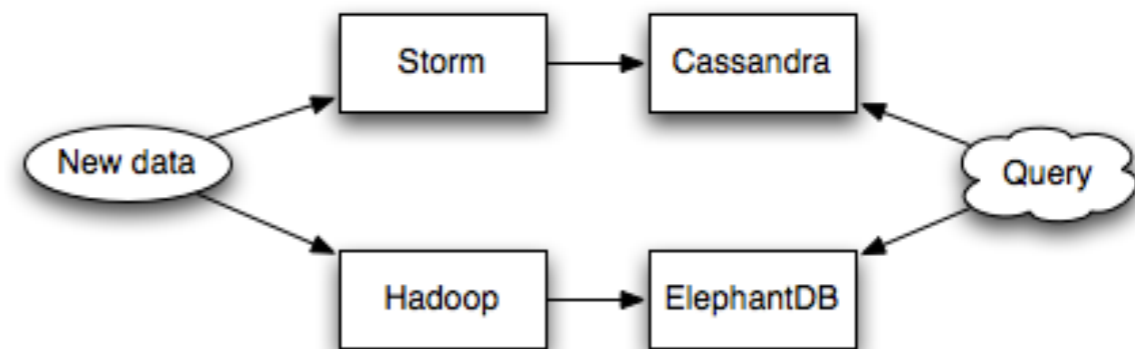 Storm
Cassandra
New data
Query
Hadoop
ElephantDB